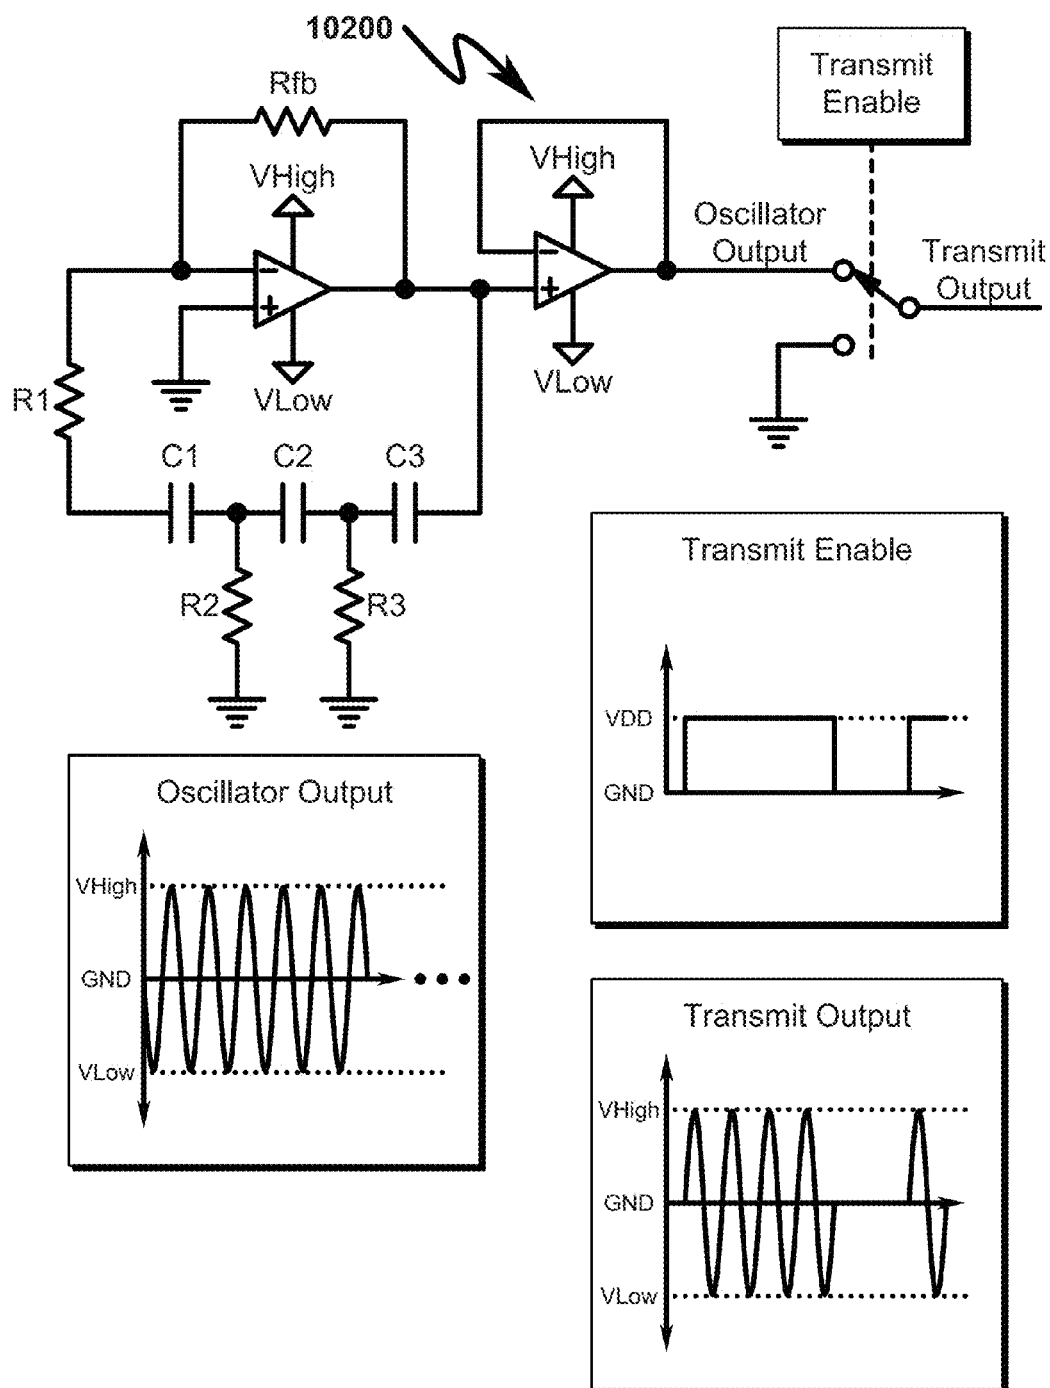 10200
Transmit
Enable
Rfb
VHigh
VHigh
Oscillator
Output
Transmit
Output
R1
VLow
VLow
C1
C2
C3
R2
R3
Transmit Enable
VDD
GND
Oscillator Output
VHigh
GND
VLow
Transmit Output
VHigh
GND
VLow